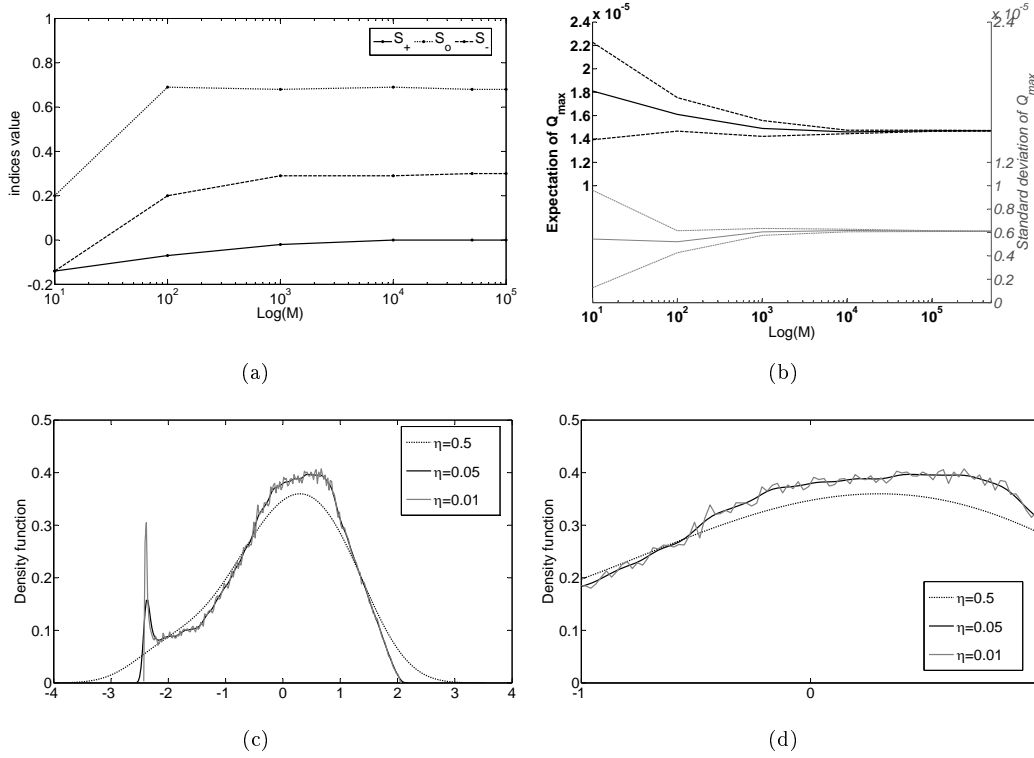 1
0.8
0.6
0.4
0.2
0
-0.2
indices value
S+ So S-
10^1 10^2 10^3 10^4 10^5
Log(M)
(a)
x 10^-5
2.4
2.2
2
1.8
1.6
1.4
1.2
1
Expectation of Q_max
x 10^-5
2.4
1.2
1
0.8
0.6
0.4
0.2
0
Standard deviation of Q_max
10^1 10^2 10^3 10^4 10^5
Log(M)
(b)
0.5
0.4
0.3
0.2
0.1
0
Density function
η=0.5
η=0.05
η=0.01
-4 -3 -2 -1 0 1 2 3 4
(c)
0.5
0.4
0.3
0.2
0.1
0
Density function
η=0.5
η=0.05
η=0.01
-1 0
(d)